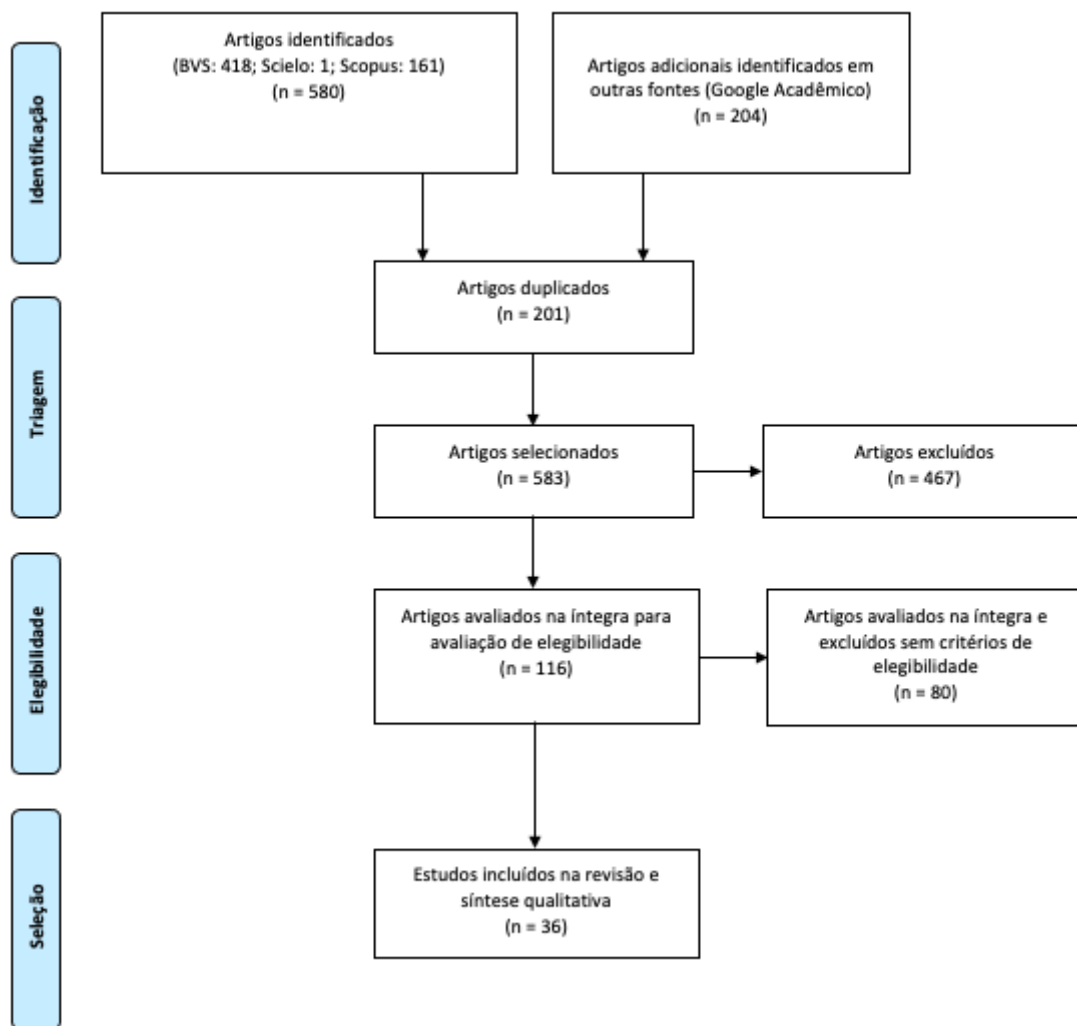 Identificação
Artigos identificados
(BVS: 418; Scielo: 1; Scopus: 161)
(n = 580)
Artigos adicionais identificados em
outras fontes (Google Acadêmico)
(n = 204)
Triagem
Artigos duplicados
(n = 201)
Artigos selecionados
(n = 583)
Artigos excluídos
(n = 467)
Elegibilidade
Artigos avaliados na íntegra para
avaliação de elegibilidade
(n = 116)
Artigos avaliados na íntegra e
excluídos sem critérios de
elegibilidade
(n = 80)
Seleção
Estudos incluídos na revisão e
síntese qualitativa
(n = 36)